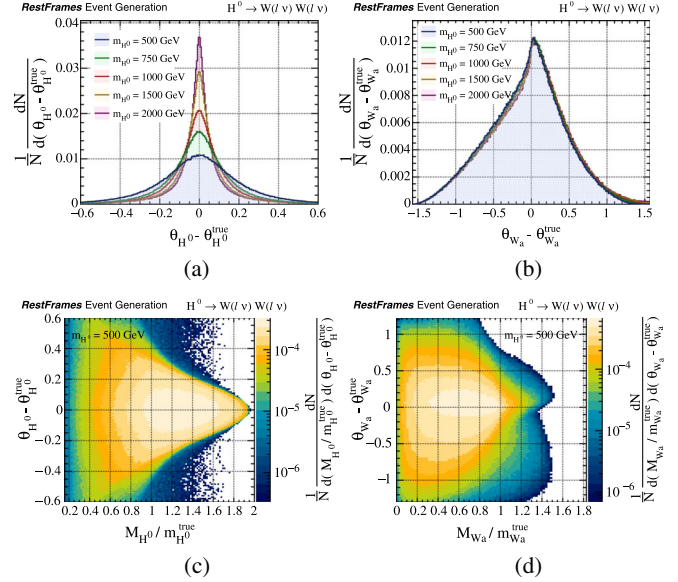 RestFrames Event Generation H⁰ → W(l ν) W(l ν)
m_H⁰ = 500 GeV
m_H⁰ = 750 GeV
m_H⁰ = 1000 GeV
m_H⁰ = 1500 GeV
m_H⁰ = 2000 GeV
1/N dN / d( θ_H⁰ - θ_H⁰^true )
0.04
0.03
0.02
0.01
0
-0.6 -0.4 -0.2 0 0.2 0.4 0.6
θ_H⁰ - θ_H⁰^true
(a)
RestFrames Event Generation H⁰ → W(l ν) W(l ν)
m_H⁰ = 500 GeV
m_H⁰ = 750 GeV
m_H⁰ = 1000 GeV
m_H⁰ = 1500 GeV
m_H⁰ = 2000 GeV
1/N dN / d( θ_Wa - θ_Wa^true )
0.012
0.01
0.008
0.006
0.004
0.002
0
-1.5 -1 -0.5 0 0.5 1 1.5
θ_Wa - θ_Wa^true
(b)
RestFrames Event Generation H⁰ → W(l ν) W(l ν)
m_H⁰ = 500 GeV
θ_H⁰ - θ_H⁰^true
0.6
0.4
0.2
0
-0.2
-0.4
-0.6
0.2 0.4 0.6 0.8 1 1.2 1.4 1.6 1.8 2
M_H⁰ / m_H⁰^true
10⁻⁴
10⁻⁵
10⁻⁶
1/N dN / d( M_H⁰ / m_H⁰^true ) d( θ_H⁰ - θ_H⁰^true )
(c)
RestFrames Event Generation H⁰ → W(l ν) W(l ν)
m_H⁰ = 500 GeV
θ_Wa - θ_Wa^true
1
0.5
0
-0.5
-1
0 0.2 0.4 0.6 0.8 1 1.2 1.4 1.6 1.8
M_Wa / m_Wa^true
10⁻⁴
10⁻⁵
10⁻⁶
1/N dN / d( M_Wa / m_Wa^true ) d( θ_Wa - θ_Wa^true )
(d)